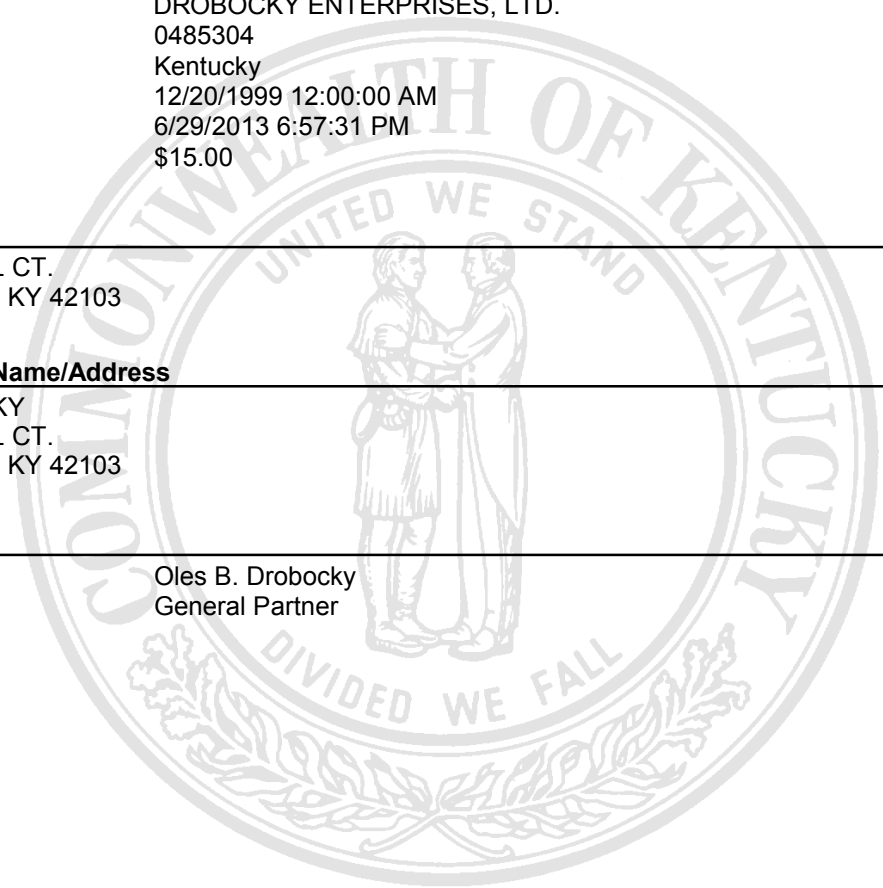 DROBOCKY ENTERPRISES, LTD.
0485304
Kentucky
12/20/1999 12:00:00 AM
6/29/2013 6:57:31 PM
$15.00
CT.
KY 42103
Name/Address
KY
CT.
KY 42103
Oles B. Drobocky
General Partner
COMMONWEALTH OF KENTUCKY
UNITED WE STAND
DIVIDED WE FALL